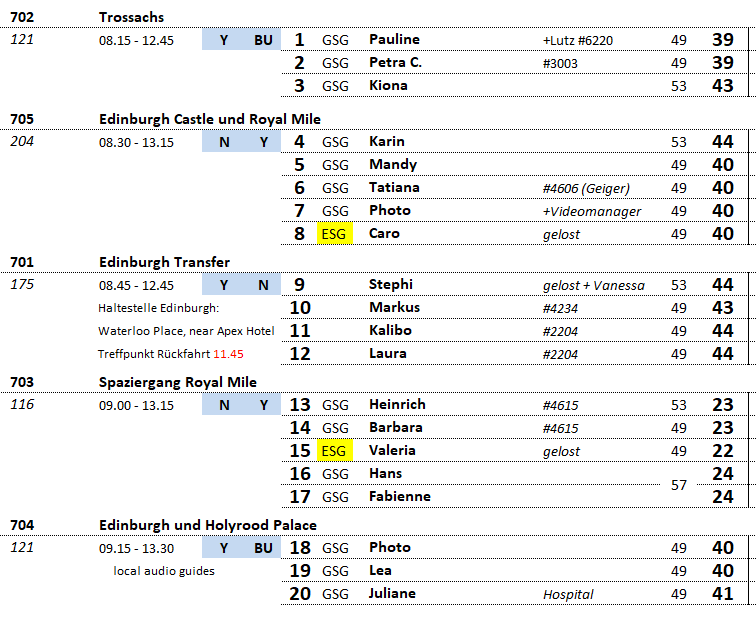 702 Trossachs
121 08.15 - 12.45 Y BU 1 GSG Pauline +Lutz #6220 49 39
2 GSG Petra C. #3003 49 39
3 GSG Kiona 53 43
705 Edinburgh Castle und Royal Mile
204 08.30 - 13.15 N Y 4 GSG Karin 53 44
5 GSG Mandy 49 40
6 GSG Tatiana #4606 (Geiger) 49 40
7 GSG Photo +Videomanager 49 40
8 ESG Caro gelost 49 40
701 Edinburgh Transfer
175 08.45 - 12.45 Y N 9 Stephi gelost + Vanessa 53 44
Haltestelle Edinburgh: 10 Markus #4234 49 43
Waterloo Place, near Apex Hotel 11 Kalibo #2204 49 44
Treffpunkt Rückfahrt 11.45 12 Laura #2204 49 44
703 Spaziergang Royal Mile
116 09.00 - 13.15 N Y 13 GSG Heinrich #4615 53 23
14 GSG Barbara #4615 49 23
15 ESG Valeria gelost 49 22
16 GSG Hans 57 24
17 GSG Fabienne 24
704 Edinburgh und Holyrood Palace
121 09.15 - 13.30 Y BU 18 GSG Photo 49 40
local audio guides 19 GSG Lea 49 40
20 GSG Juliane Hospital 49 41